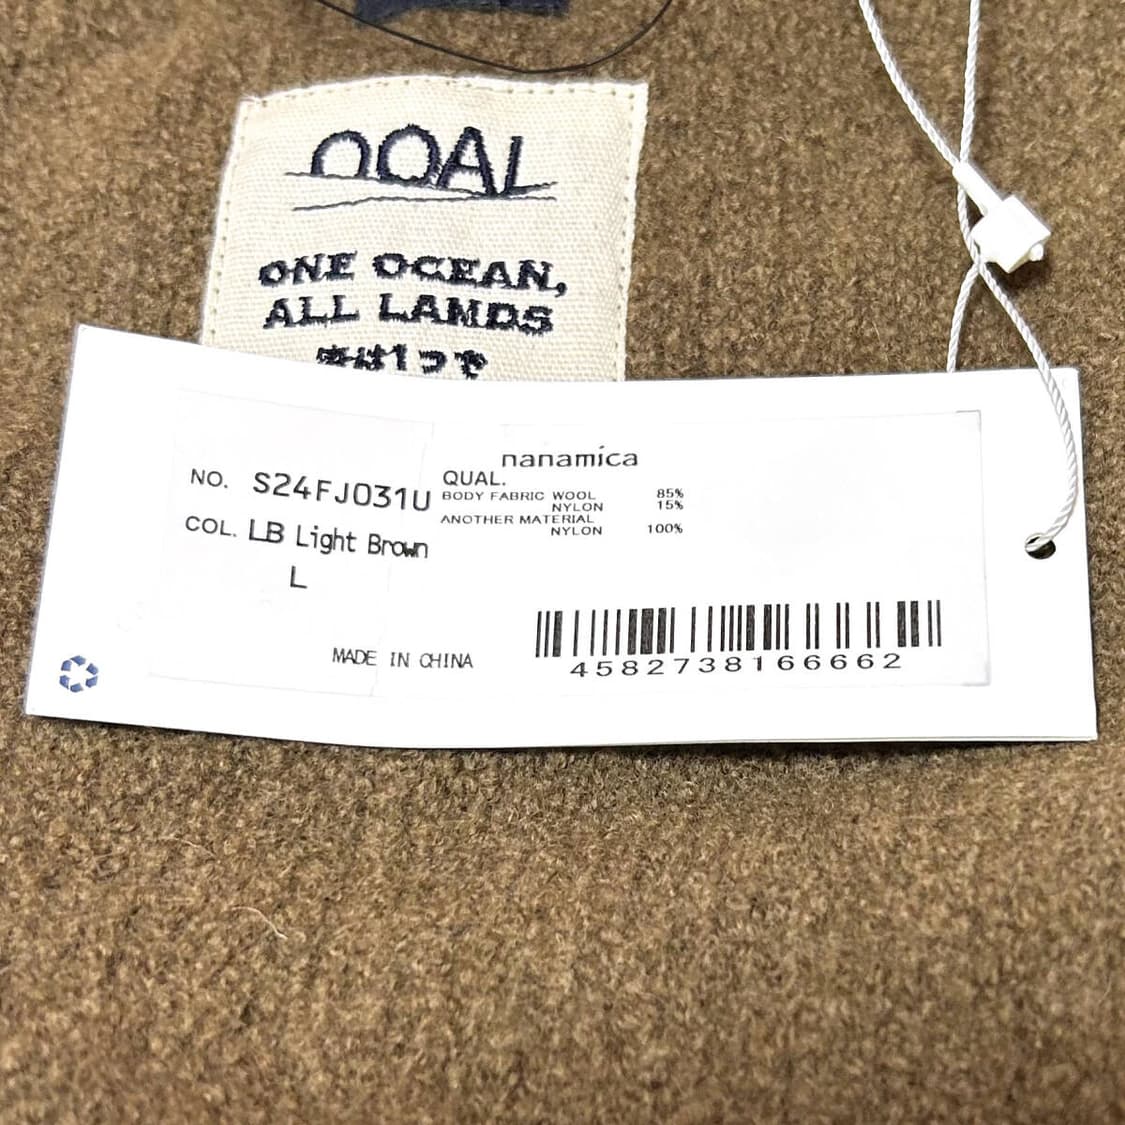 nOAL
ONE OCEAN,
ALL LANDS
nanamica
NO. S24FJ031U
COL. LB Light Brown
L
QUAL.
BODY FABRIC WOOL 85%
NYLON 15%
ANOTHER MATERIAL
NYLON 100%
MADE IN CHINA
4582738166662